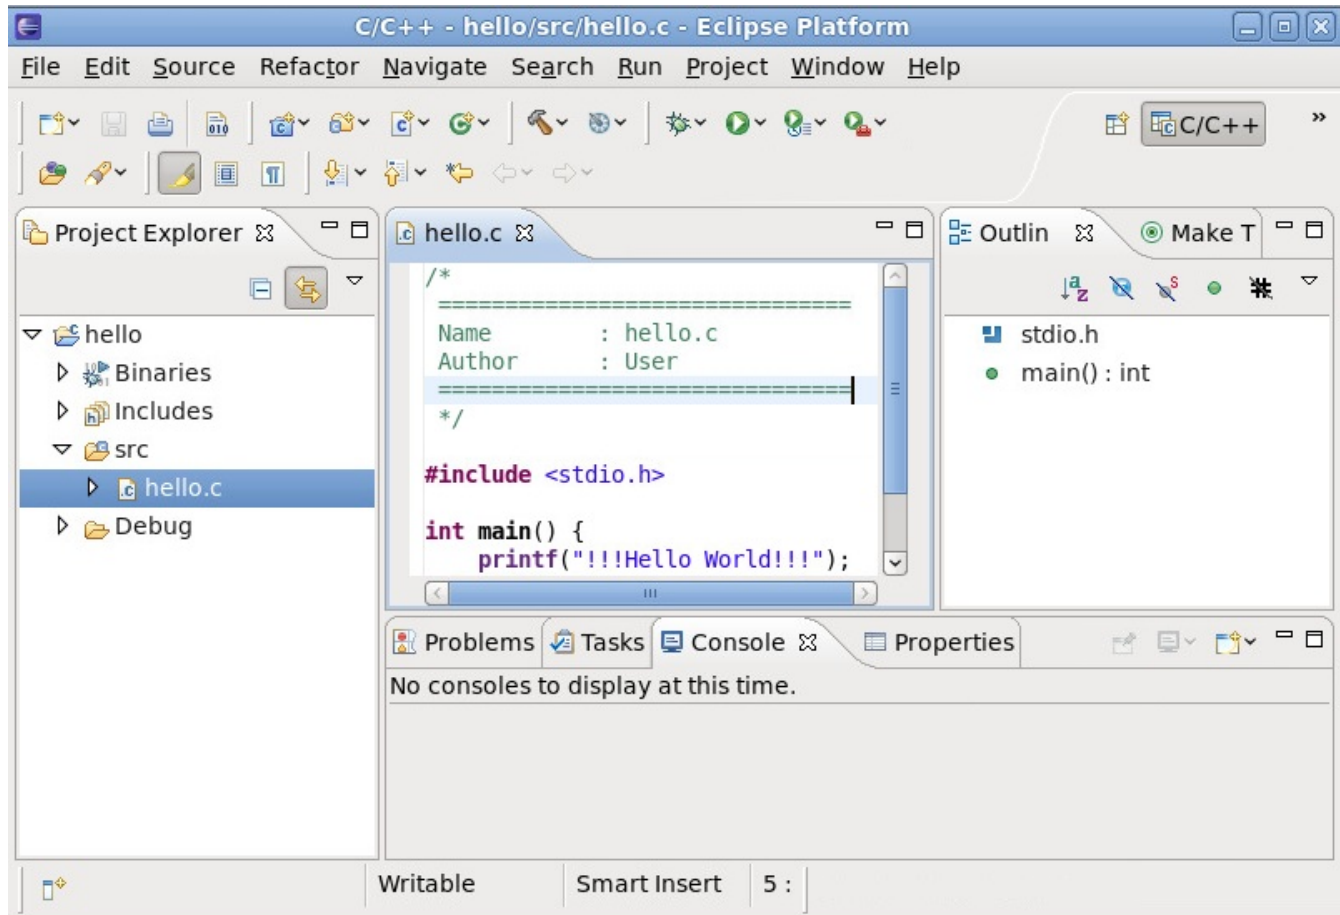 C/C++ - hello/src/hello.c - Eclipse Platform
File Edit Source Refactor Navigate Search Run Project Window Help
C/C++ »
Project Explorer
hello
Binaries
Includes
src
hello.c
Debug
hello.c
/*
===============================
Name : hello.c
Author : User
===============================
*/
#include <stdio.h>
int main() {
printf("!!!Hello World!!!");
Outlin Make T
stdio.h
main() : int
Problems Tasks Console Properties
No consoles to display at this time.
Writable Smart Insert 5 :